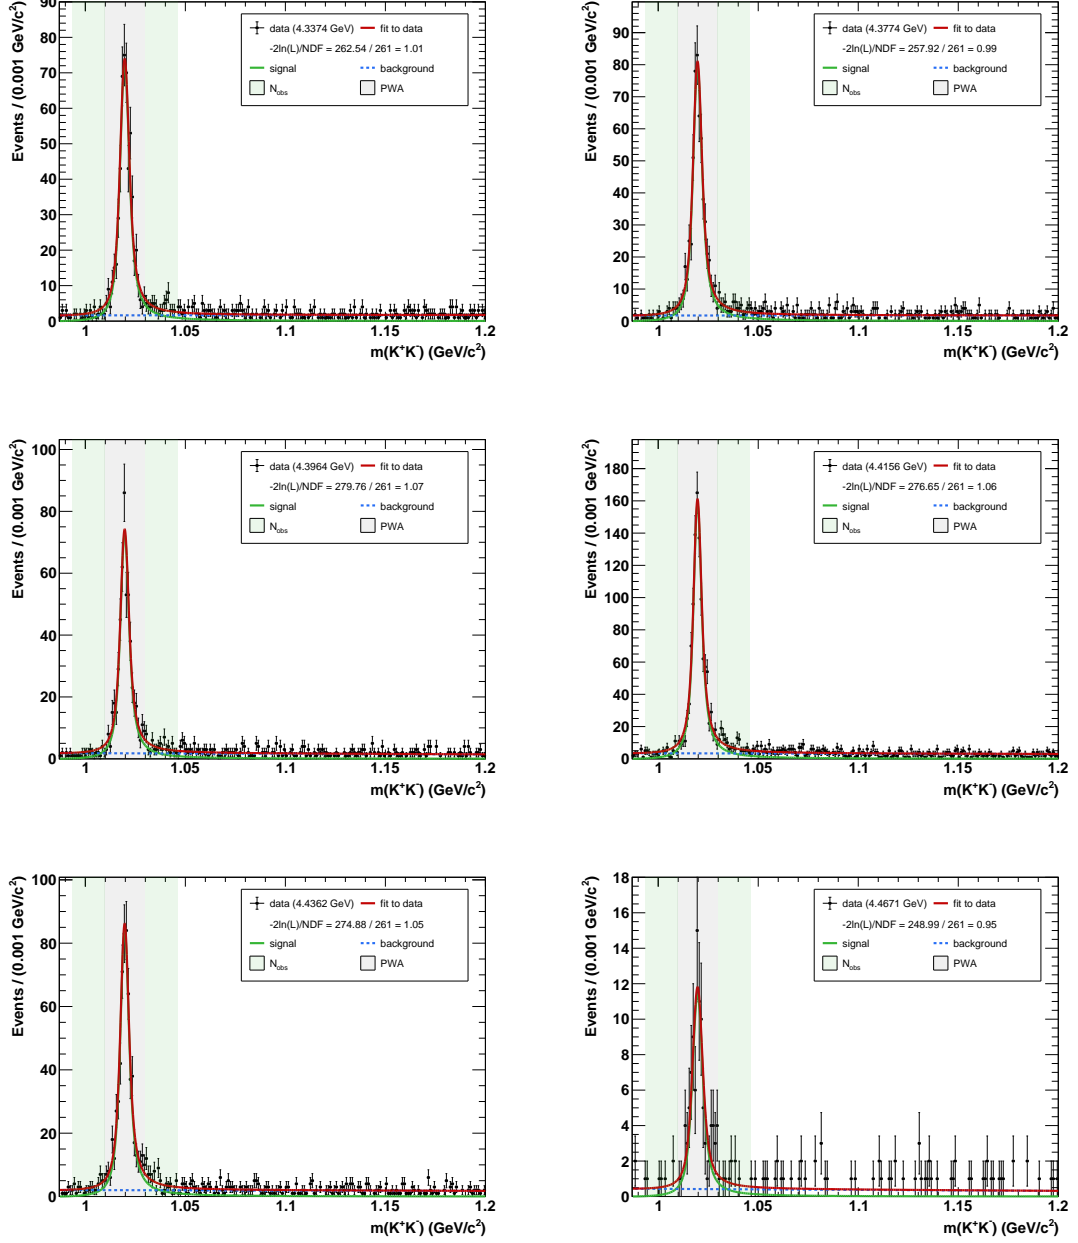 Events / (0.001 GeV/c²)
90
80
70
60
50
40
30
20
10
0
data (4.3374 GeV) fit to data
-2ln(L)/NDF = 262.54 / 261 = 1.01
signal background
N_obs PWA
1 1.05 1.1 1.15 1.2
m(K⁺K⁻) (GeV/c²)
Events / (0.001 GeV/c²)
90
80
70
60
50
40
30
20
10
0
data (4.3774 GeV) fit to data
-2ln(L)/NDF = 257.92 / 261 = 0.99
signal background
N_obs PWA
1 1.05 1.1 1.15 1.2
m(K⁺K⁻) (GeV/c²)
Events / (0.001 GeV/c²)
100
80
60
40
20
0
data (4.3964 GeV) fit to data
-2ln(L)/NDF = 279.76 / 261 = 1.07
signal background
N_obs PWA
1 1.05 1.1 1.15 1.2
m(K⁺K⁻) (GeV/c²)
Events / (0.001 GeV/c²)
180
160
140
120
100
80
60
40
20
0
data (4.4156 GeV) fit to data
-2ln(L)/NDF = 276.65 / 261 = 1.06
signal background
N_obs PWA
1 1.05 1.1 1.15 1.2
m(K⁺K⁻) (GeV/c²)
Events / (0.001 GeV/c²)
100
80
60
40
20
0
data (4.4362 GeV) fit to data
-2ln(L)/NDF = 274.88 / 261 = 1.05
signal background
N_obs PWA
1 1.05 1.1 1.15 1.2
m(K⁺K⁻) (GeV/c²)
Events / (0.001 GeV/c²)
18
16
14
12
10
8
6
4
2
0
data (4.4671 GeV) fit to data
-2ln(L)/NDF = 248.99 / 261 = 0.95
signal background
N_obs PWA
1 1.05 1.1 1.15 1.2
m(K⁺K⁻) (GeV/c²)